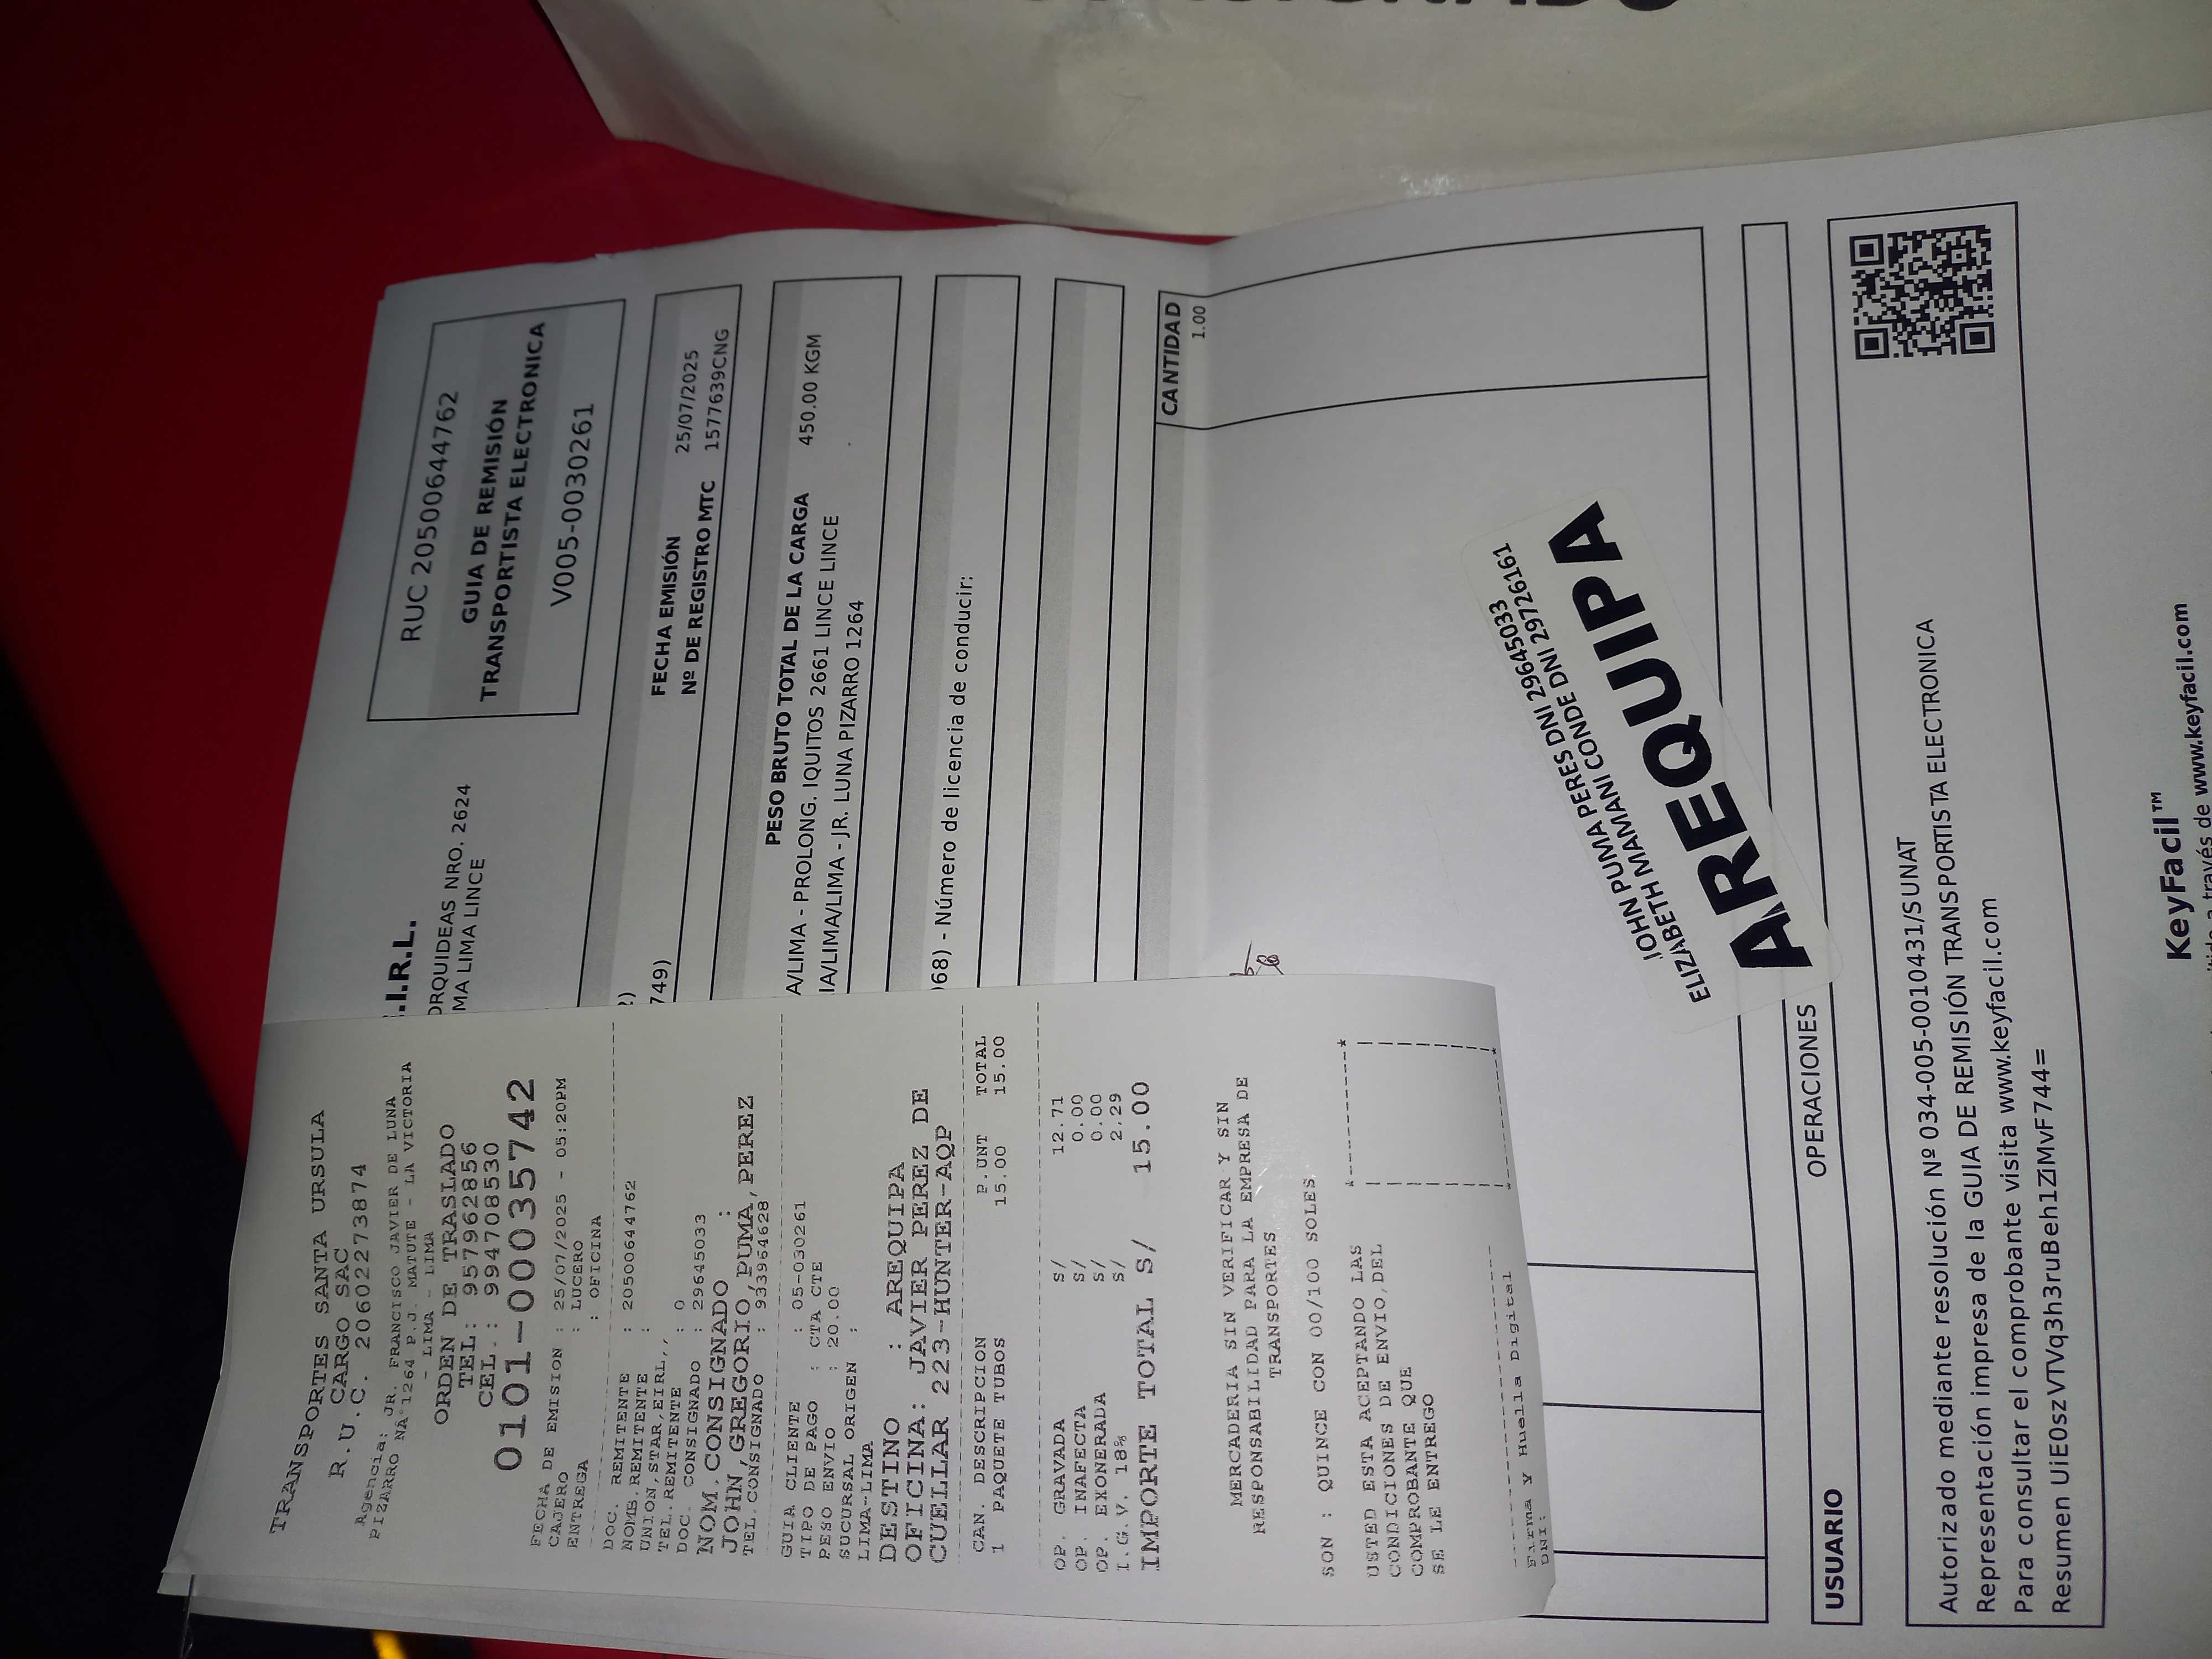 TRANSPORTES SANTA URSULA
CARGO SAC
R.U.C. 20602273874
Agencia: JR. FRANCISCO JAVIER DE LUNA
PIZARRO NÂ°1264 P.J. MATUTE - LA VICTORIA
- LIMA - LIMA
ORDEN DE TRASLADO
TEL: 957962856
CEL.: 994708530
0101-00035742
FECHA DE EMISION : 25/07/2025 - 05:20PM
CAJERO : LUCERO
ENTREGA : OFICINA
DOC. REMITENTE : 20500644762
NOMB.REMITENTE :
UNION,STAR,EIRL,,
TEL.REMITENTE : 0
DOC. CONSIGNADO : 29645033
NOM.CONSIGNADO :
JOHN,GREGORIO,PUMA,PEREZ
TEL.CONSIGNADO : 933964628
GUIA CLIENTE : 05-030261
TIPO DE PAGO : CTA CTE
PESO ENVIO : 20.00
SUCURSAL ORIGEN :
LIMA-LIMA
DESTINO : AREQUIPA
OFICINA: JAVIER PEREZ DE
CUELLAR 223-HUNTER-AQP
CAN. DESCRIPCION P.UNT TOTAL
1 PAQUETE TUBOS 15.00 15.00
OP. GRAVADA S/ 12.71
OP. INAFECTA S/ 0.00
OP. EXONERADA S/ 0.00
I.G.V. 18% S/ 2.29
IMPORTE TOTAL S/ 15.00
MERCADERIA SIN VERIFICAR Y SIN
RESPONSABILIDAD PARA LA EMPRESA DE
TRANSPORTES
SON : QUINCE CON 00/100 SOLES
USTED ESTA ACEPTANDO LAS
CONDICIONES DE ENVIO,DEL
COMPROBANTE QUE
SE LE ENTREGO
Firma y Huella Digital
DNI:
.I.R.L.
ORQUIDEAS NRO. 2624
MA LIMA LINCE
RUC 20500644762
GUIA DE REMISIÓN
TRANSPORTISTA ELECTRONICA
V005-0030261
FECHA EMISIÓN 25/07/2025
749) Nº DE REGISTRO MTC 1577639CNG
PESO BRUTO TOTAL DE LA CARGA 450.00 KGM
A/LIMA - PROLONG. IQUITOS 2661 LINCE LINCE
IA/LIMA/LIMA - JR. LUNA PIZARRO 1264
068) - Número de licencia de conducir:
CANTIDAD
1.00
JOHN PUMA PERES DNI 29645033
ELIZABETH MAMANI CONDE DNI 29726161
AREQUIPA
USUARIO OPERACIONES
Autorizado mediante resolución Nº 034-005-0010431/SUNAT
Representación impresa de la GUIA DE REMISIÓN TRANSPORTISTA ELECTRONICA
Para consultar el comprobante visita www.keyfacil.com
Resumen UiE0szVTVq3h3ruBeh1ZlMvF744=
KeyFacil™
a través de www.keyfacil.com